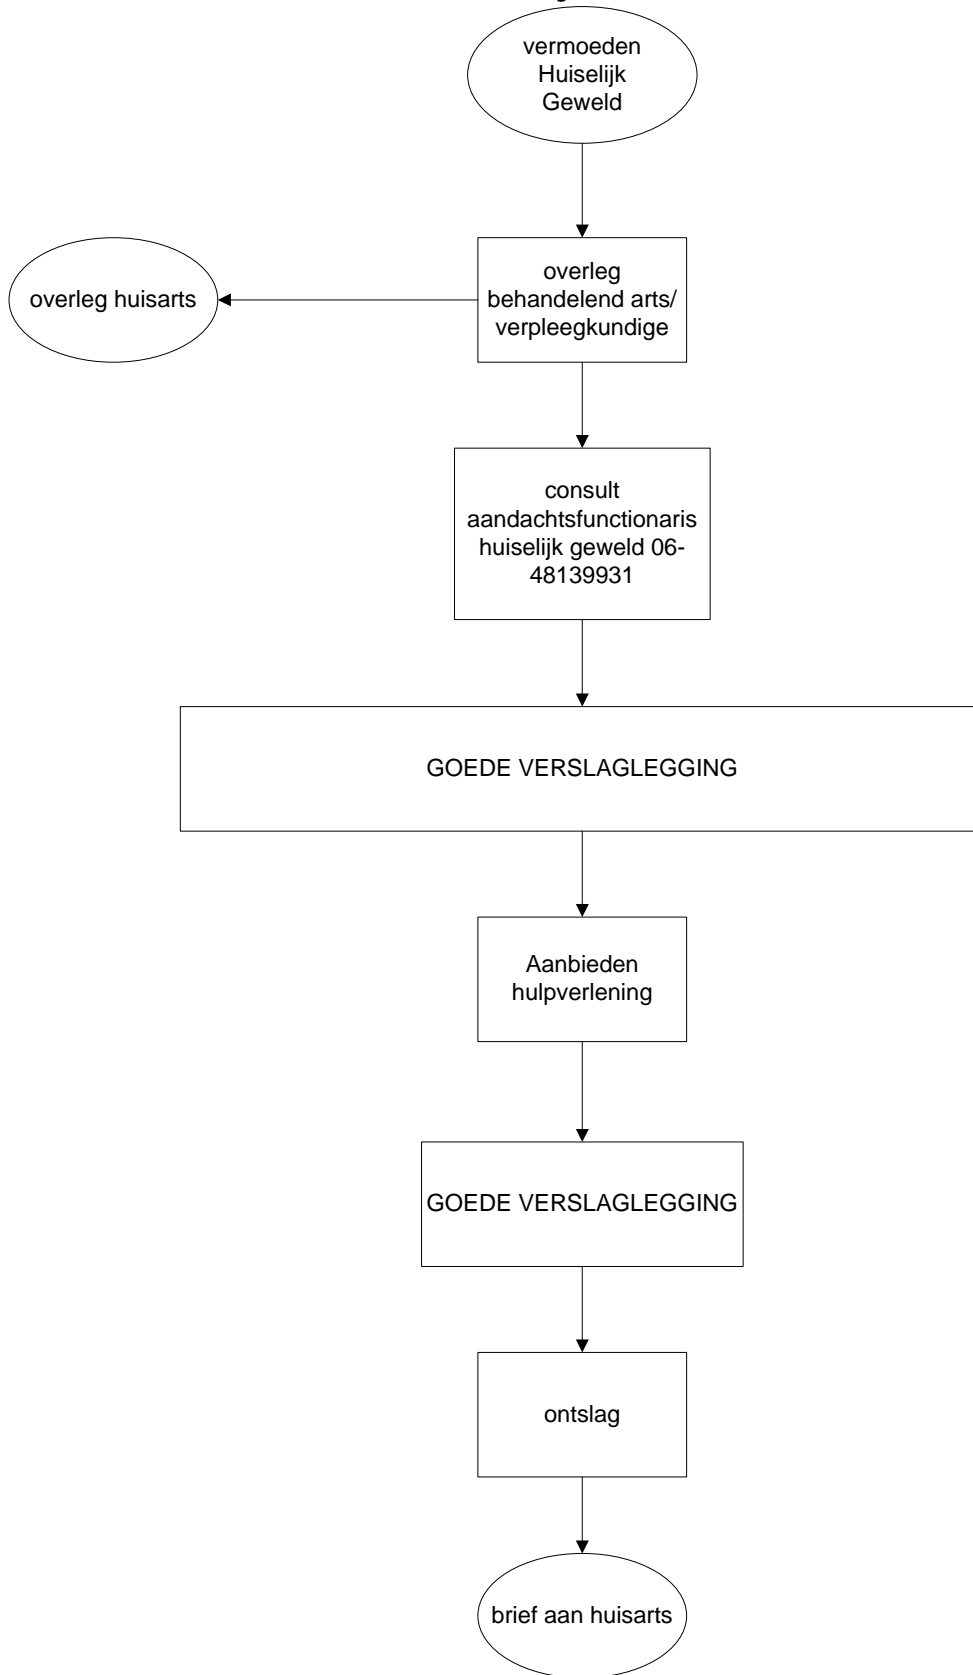 vermoeden
Huiselijk
Geweld
overleg
behandelend arts/
verpleegkundige
overleg huisarts
consult
aandachtsfunctionaris
huiselijk geweld 06-
48139931
GOEDE VERSLAGLEGGING
Aanbieden
hulpverlening
GOEDE VERSLAGLEGGING
ontslag
brief aan huisarts